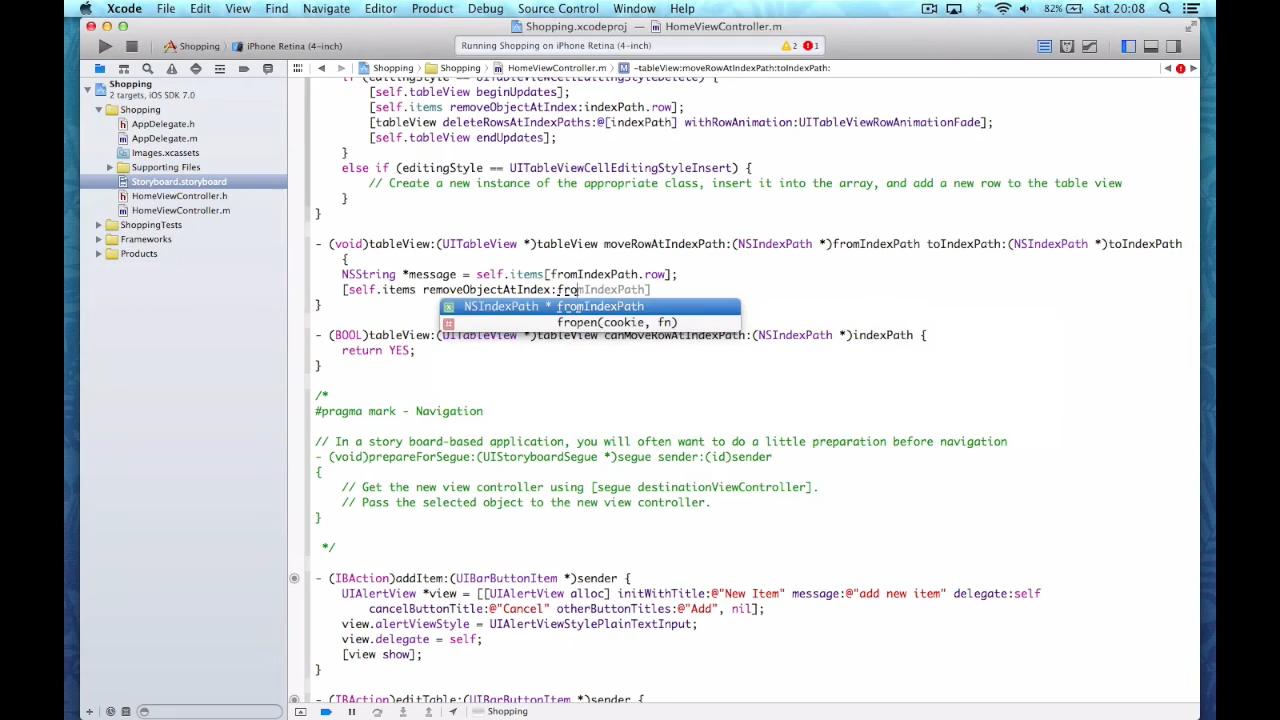 Xcode File Edit View Find Navigate Editor Product Debug Source Control Window Help 82% Sat 20:08
Shopping.xcodeproj — HomeViewController.m
Shopping iPhone Retina (4-inch) Running Shopping on iPhone Retina (4-inch) 2 1
Shopping Shopping HomeViewController.m M -tableView:moveRowAtIndexPath:toIndexPath:
Shopping
2 targets, iOS SDK 7.0
Shopping
AppDelegate.h
AppDelegate.m
Images.xcassets
Supporting Files
Storyboard.storyboard
HomeViewController.h
HomeViewController.m
ShoppingTests
Frameworks
Products
if (editingStyle == UITableViewCellEditingStyleDelete) {
[self.tableView beginUpdates];
[self.items removeObjectAtIndex:indexPath.row];
[tableView deleteRowsAtIndexPaths:@[indexPath] withRowAnimation:UITableViewRowAnimationFade];
[self.tableView endUpdates];
}
else if (editingStyle == UITableViewCellEditingStyleInsert) {
// Create a new instance of the appropriate class, insert it into the array, and add a new row to the table view
}
}
- (void)tableView:(UITableView *)tableView moveRowAtIndexPath:(NSIndexPath *)fromIndexPath toIndexPath:(NSIndexPath *)toIndexPath
{
NSString *message = self.items[fromIndexPath.row];
[self.items removeObjectAtIndex:fromIndexPath]
NSIndexPath * fromIndexPath
}
# fropen(cookie, fn)
- (BOOL)tableView:(UITableView *)tableView canMoveRowAtIndexPath:(NSIndexPath *)indexPath {
return YES;
}
/*
#pragma mark - Navigation
// In a story board-based application, you will often want to do a little preparation before navigation
- (void)prepareForSegue:(UIStoryboardSegue *)segue sender:(id)sender
{
// Get the new view controller using [segue destinationViewController].
// Pass the selected object to the new view controller.
}
*/
- (IBAction)addItem:(UIBarButtonItem *)sender {
UIAlertView *view = [[UIAlertView alloc] initWithTitle:@"New Item" message:@"add new item" delegate:self
cancelButtonTitle:@"Cancel" otherButtonTitles:@"Add", nil];
view.alertViewStyle = UIAlertViewStylePlainTextInput;
view.delegate = self;
[view show];
}
- (IBAction)editTable:(UIBarButtonItem *)sender {
Shopping